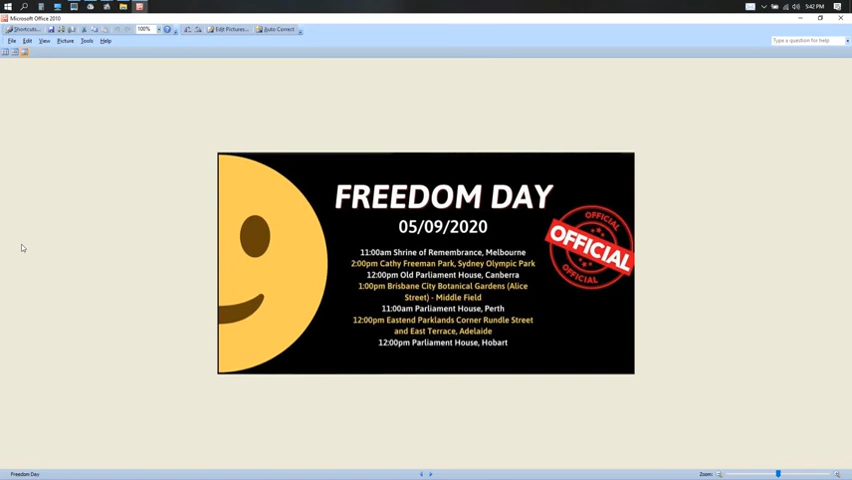 5:42 PM
Microsoft Office 2010
Shortcuts...
100%
Edit Pictures...
Auto Correct
File Edit View Picture Tools Help
Type a question for help
FREEDOM DAY
05/09/2020
11:00am Shrine of Remembrance, Melbourne
2:00pm Cathy Freeman Park, Sydney Olympic Park
12:00pm Old Parliament House, Canberra
1:00pm Brisbane City Botanical Gardens (Alice
Street) - Middle Field
11:00am Parliament House, Perth
12:00pm Eastend Parklands Corner Rundle Street
and East Terrace, Adelaide
12:00pm Parliament House, Hobart
OFFICIAL
OFFICIAL
OFFICIAL
Freedom Day
Zoom: